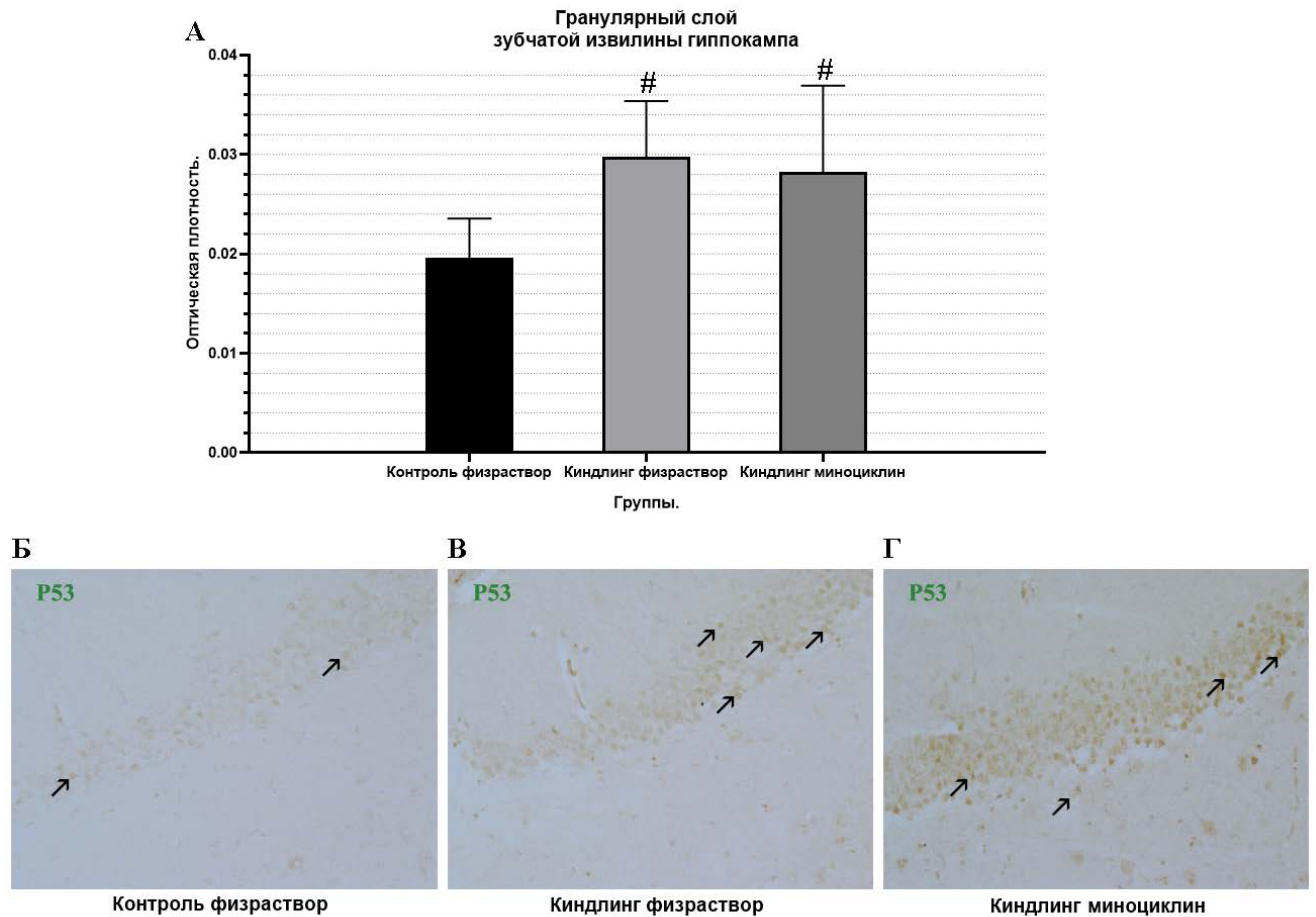 А
Гранулярный слой
зубчатой извилины гиппокампа
0.04
0.03
0.02
0.01
0.00
Оптическая плотность.
#
#
Контроль физраствор
Киндлинг физраствор
Киндлинг миноциклин
Группы.
Б
В
Г
P53
P53
P53
Контроль физраствор
Киндлинг физраствор
Киндлинг миноциклин